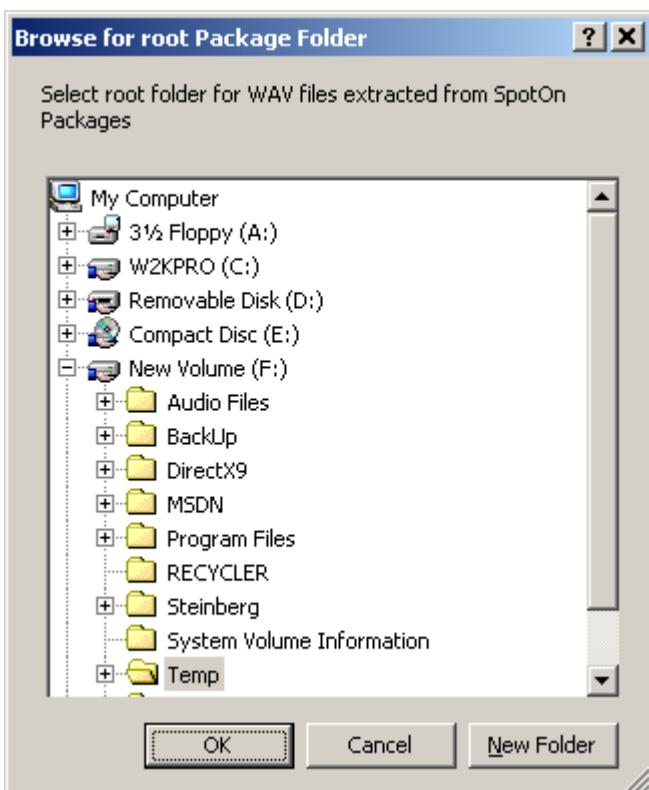 Browse for root Package Folder
Select root folder for WAV files extracted from SpotOn
Packages
My Computer
3½ Floppy (A:)
W2KPRO (C:)
Removable Disk (D:)
Compact Disc (E:)
New Volume (F:)
Audio Files
BackUp
DirectX9
MSDN
Program Files
RECYCLER
Steinberg
System Volume Information
Temp
OK Cancel New Folder